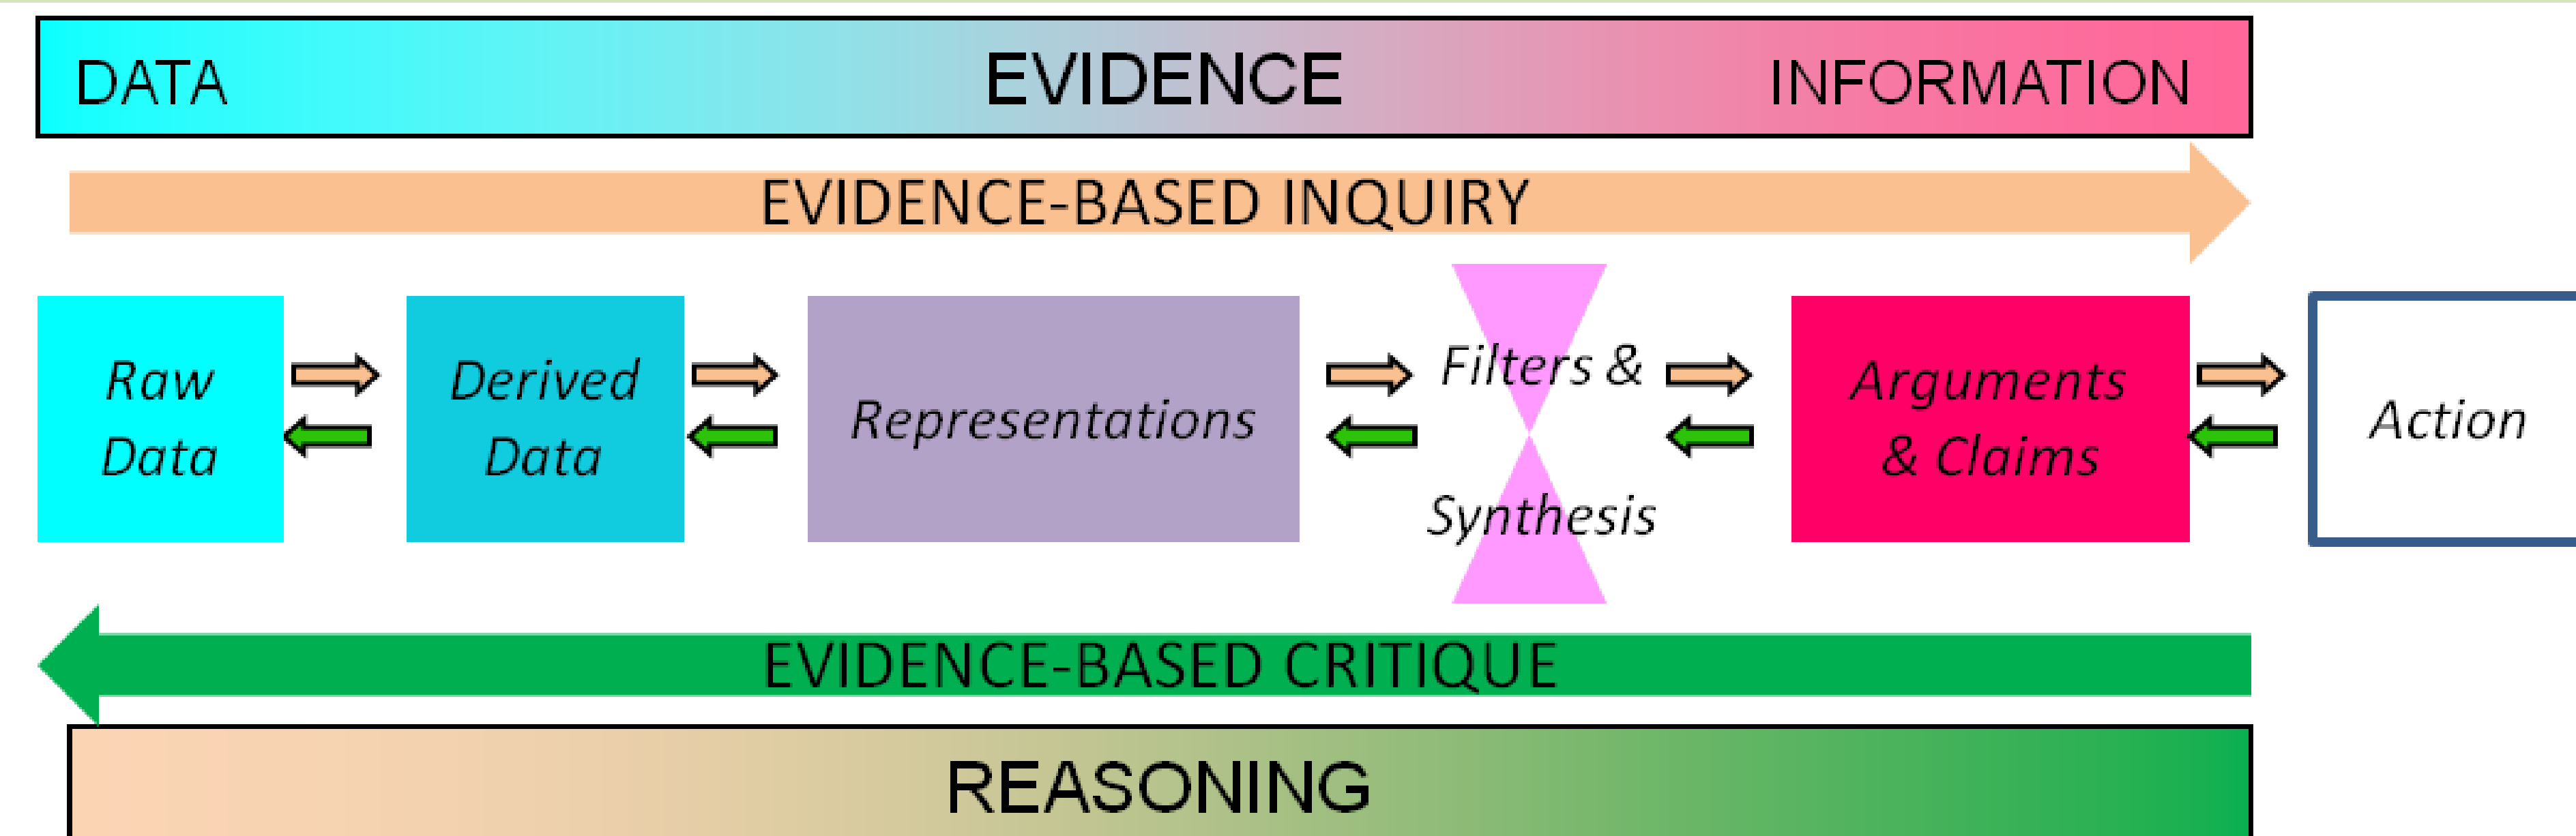 DATA EVIDENCE INFORMATION
EVIDENCE-BASED INQUIRY
Raw
Data
Derived
Data
Representations
Filters &
Synthesis
Arguments
& Claims
Action
EVIDENCE-BASED CRITIQUE
REASONING